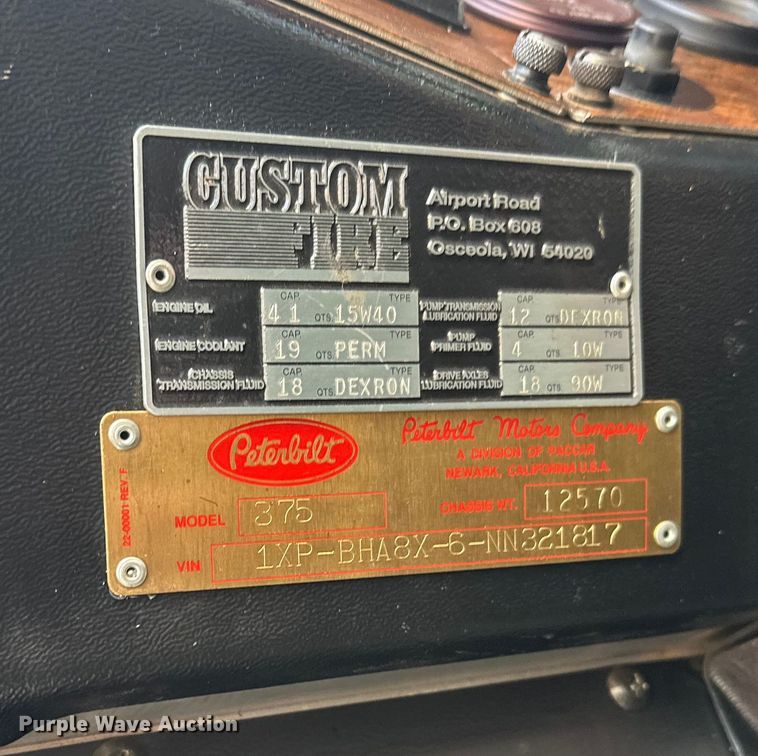 CUSTOM
FIRE
Airport Road
P.O. Box 608
Osceola, WI 54020
ENGINE OIL CAP. 41 QTS. TYPE 15W40
PUMP TRANSMISSION LUBRICATION FLUID CAP. 12 QTS. TYPE DEXRON
ENGINE COOLANT CAP. 19 QTS. TYPE PERM
PUMP PRIMER FLUID CAP. 4 QTS. TYPE 10W
CHASSIS TRANSMISSION FLUID CAP. 18 QTS. TYPE DEXRON
DRIVE AXLES LUBRICATION FLUID CAP. 18 QTS. TYPE 90W
Peterbilt
Peterbilt Motors Company
A DIVISION OF PACCAR
NEWARK, CALIFORNIA U.S.A.
MODEL 375
CHASSIS WT. 12570
VIN 1XP-BHA8X-6-NN321817
22-00001 REV. F
Purple Wave Auction